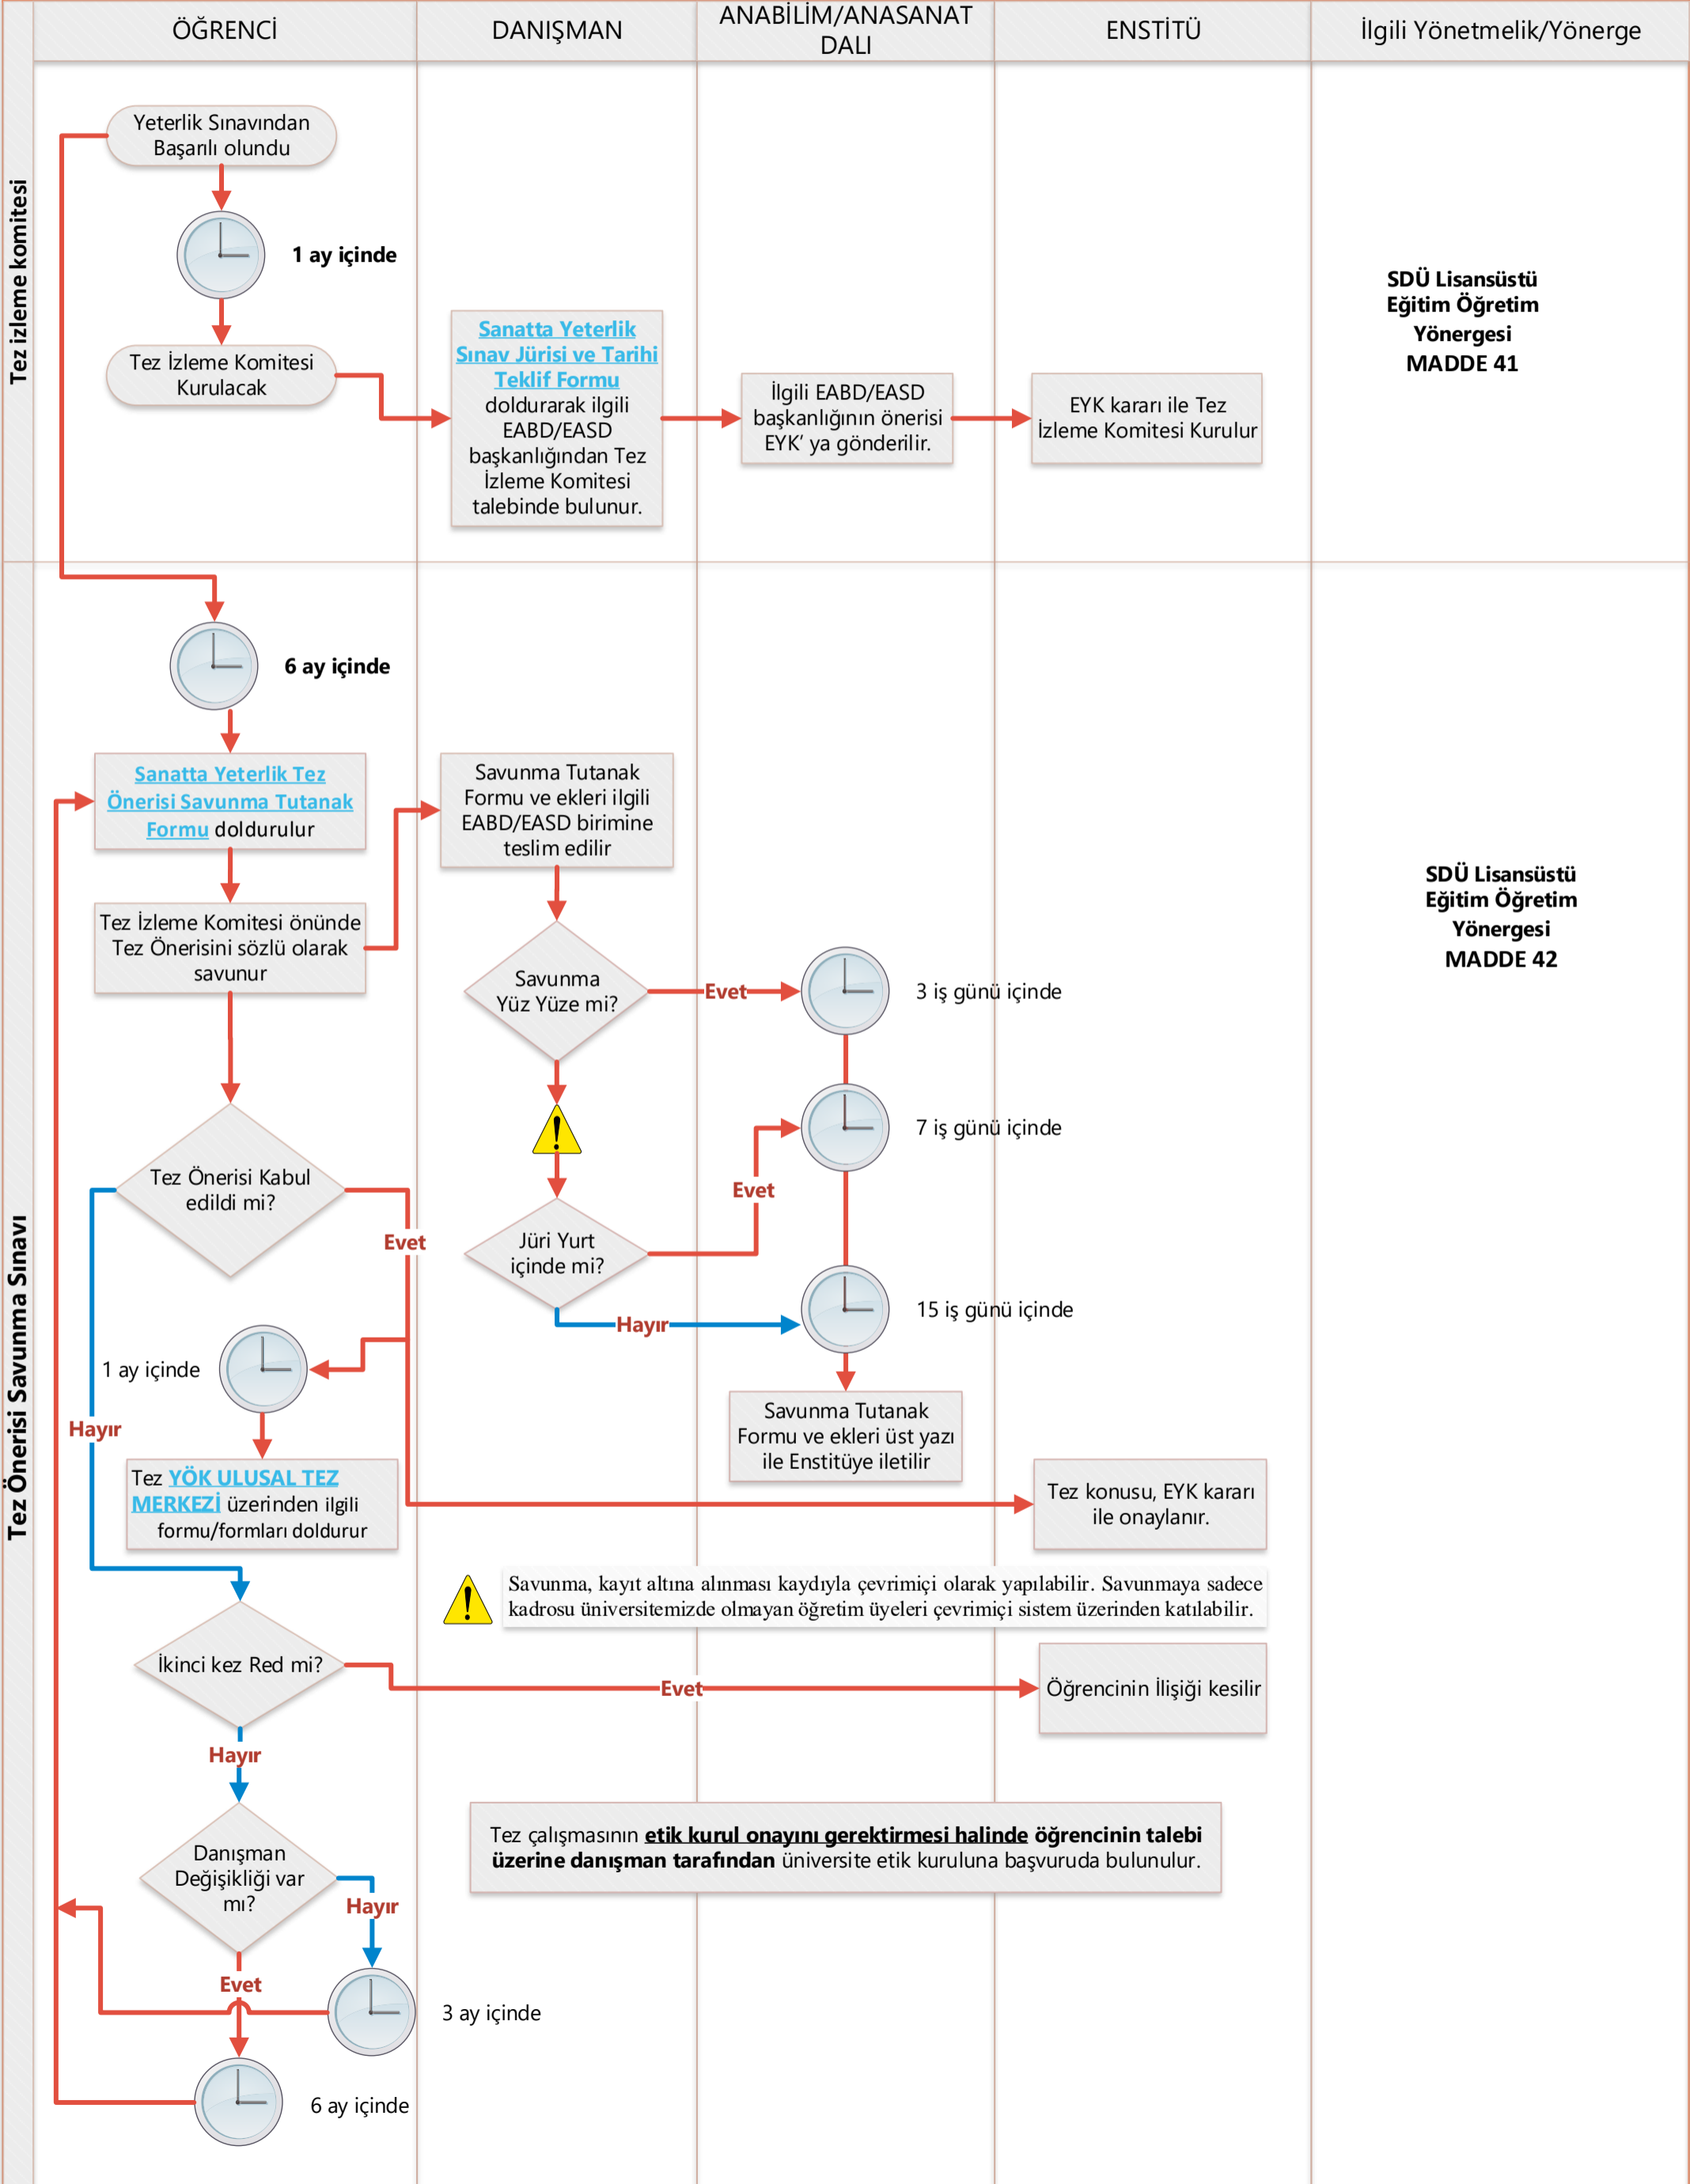 ÖĞRENCİ
DANIŞMAN
ANABİLİM/ANASANAT
DALI
ENSTİTÜ
İlgili Yönetmelik/Yönerge
Tez izleme komitesi
Yeterlik Sınavından
Başarılı olundu
1 ay içinde
Tez İzleme Komitesi
Kurulacak
Sanatta Yeterlik
Sınav Jürisi ve Tarihi
Teklif Formu
doldurarak ilgili
EABD/EASD
başkanlığından Tez
İzleme Komitesi
talebinde bulunur.
İlgili EABD/EASD
başkanlığının önerisi
EYK’ ya gönderilir.
EYK kararı ile Tez
İzleme Komitesi Kurulur
SDÜ Lisansüstü
Eğitim Öğretim
Yönergesi
MADDE 41
Tez Önerisi Savunma Sınavı
6 ay içinde
Sanatta Yeterlik Tez
Önerisi Savunma Tutanak
Formu doldurulur
Tez İzleme Komitesi önünde
Tez Önerisini sözlü olarak
savunur
Savunma Tutanak
Formu ve ekleri ilgili
EABD/EASD birimine
teslim edilir
SDÜ Lisansüstü
Eğitim Öğretim
Yönergesi
MADDE 42
Savunma
Yüz Yüze mi?
Evet
3 iş günü içinde
7 iş günü içinde
Evet
Tez Önerisi Kabul
edildi mi?
Evet
Jüri Yurt
içinde mi?
Hayır
15 iş günü içinde
1 ay içinde
Hayır
Savunma Tutanak
Formu ve ekleri üst yazı
ile Enstitüye iletilir
Tez YÖK ULUSAL TEZ
MERKEZİ üzerinden ilgili
formu/formları doldurur
Tez konusu, EYK kararı
ile onaylanır.
Savunma, kayıt altına alınması kaydıyla çevrimiçi olarak yapılabilir. Savunmaya sadece
kadrosu üniversitemizde olmayan öğretim üyeleri çevrimiçi sistem üzerinden katılabilir.
İkinci kez Red mi?
Evet
Öğrencinin İlişiği kesilir
Hayır
Danışman
Değişikliği var
mı?
Hayır
Tez çalışmasının etik kurul onayını gerektirmesi halinde öğrencinin talebi
üzerine danışman tarafından üniversite etik kuruluna başvuruda bulunulur.
Evet
3 ay içinde
6 ay içinde